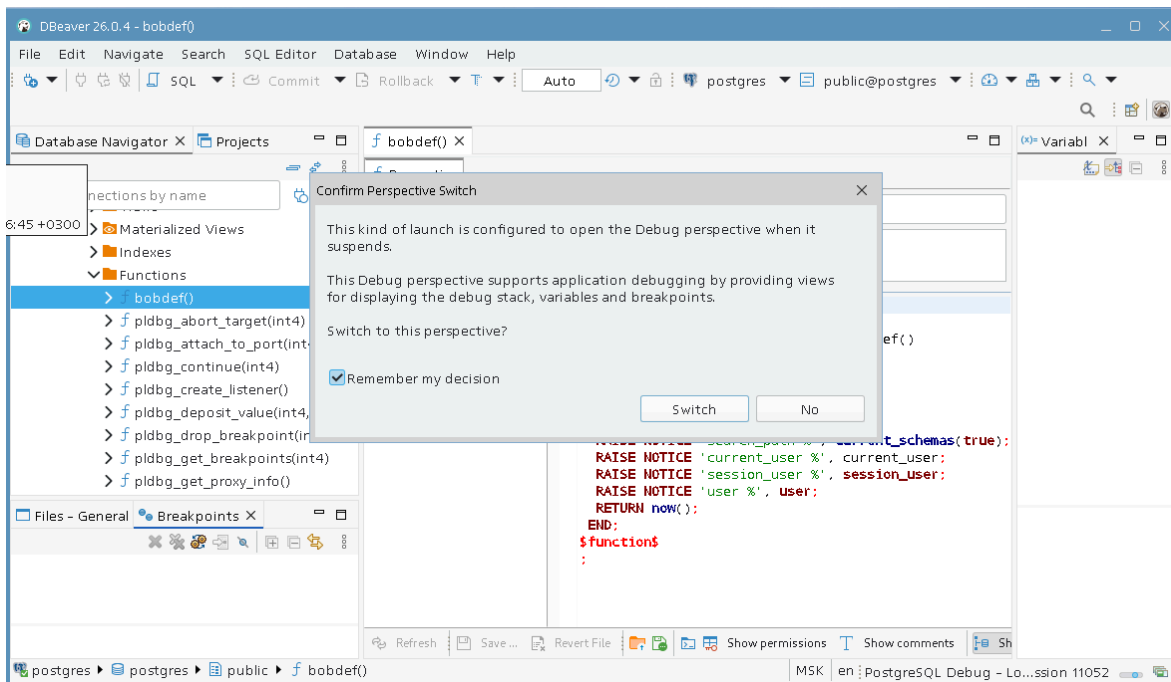 DBeaver 26.0.4 - bobdef()
File Edit Navigate Search SQL Editor Database Window Help
SQL Commit Rollback T Auto postgres public@postgres
Database Navigator Projects
bobdef()
Variabl
nections by name
6:45 +0300
Materialized Views
Indexes
Functions
bobdef()
pldbg_abort_target(int4)
pldbg_attach_to_port(int
pldbg_continue(int4)
pldbg_create_listener()
pldbg_deposit_value(int4,
pldbg_drop_breakpoint(in
pldbg_get_breakpoints(int4)
pldbg_get_proxy_info()
Confirm Perspective Switch
This kind of launch is configured to open the Debug perspective when it
suspends.
This Debug perspective supports application debugging by providing views
for displaying the debug stack, variables and breakpoints.
Switch to this perspective?
Remember my decision
Switch No
ef()
RAISE NOTICE 'search_path %', current_schemas(true);
RAISE NOTICE 'current_user %', current_user;
RAISE NOTICE 'session_user %', session_user;
RAISE NOTICE 'user %', user;
RETURN now();
END;
$function$
;
Files - General Breakpoints
Refresh Save ... Revert File Show permissions Show comments Sh
postgres postgres public bobdef()
MSK en PostgreSQL Debug - Lo...ssion 11052